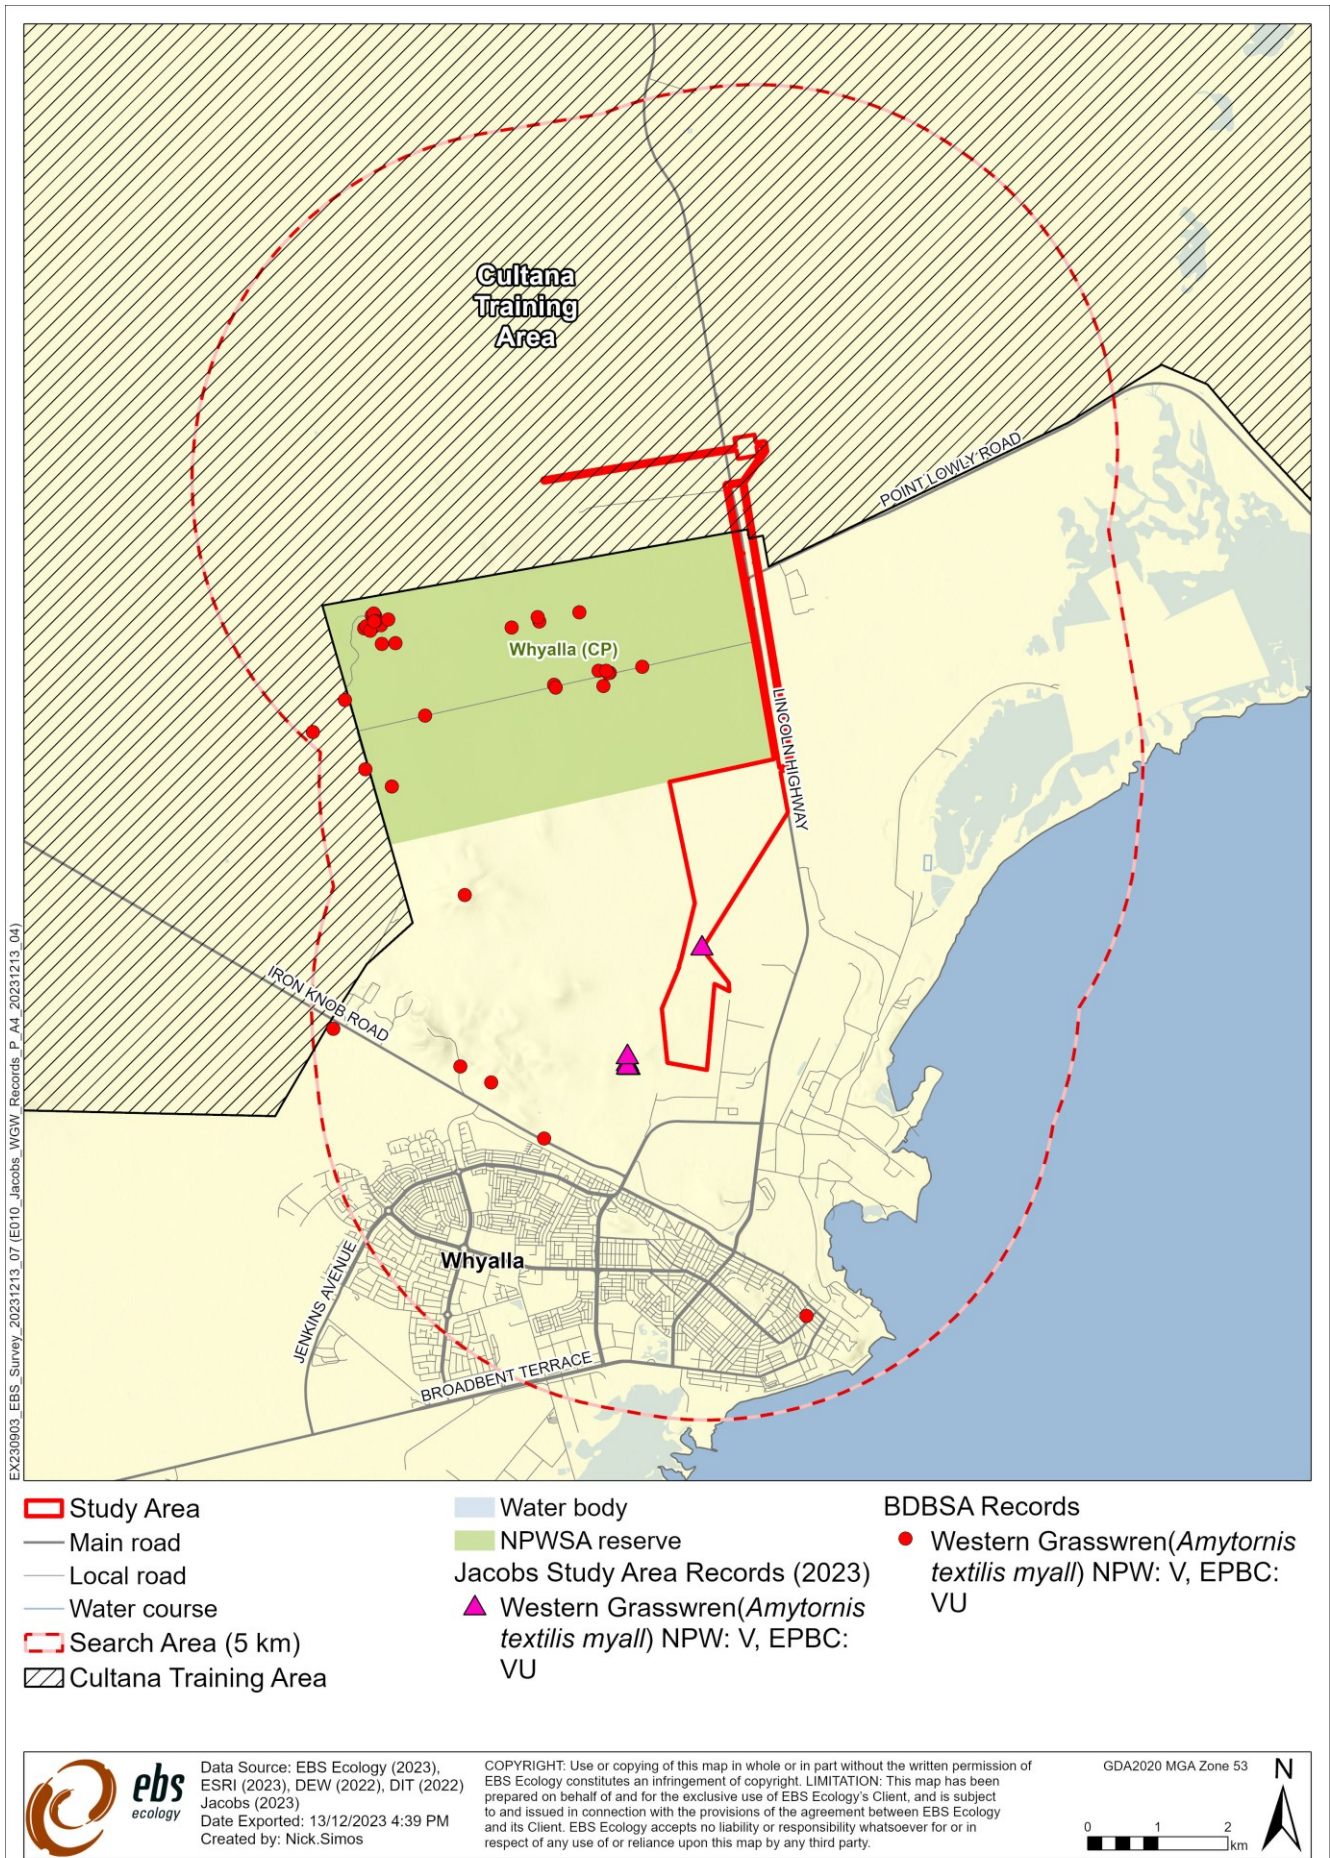 Cultana
Training
Area
POINT LOWLY ROAD
Whyalla (CP)
LINCOLN HIGHWAY
IRON KNOB ROAD
Whyalla
JENKINS AVENUE
BROADBENT TERRACE
EX230903_EBS_Survey_20231213_07 (E010_Jacobs_WGW_Records_P_A4_20231213_04)
Study Area
Main road
Local road
Water course
Search Area (5 km)
Cultana Training Area
Water body
NPWSA reserve
Jacobs Study Area Records (2023)
Western Grasswren(Amytornis
textilis myall) NPW: V, EPBC:
VU
BDBSA Records
Western Grasswren(Amytornis
textilis myall) NPW: V, EPBC:
VU
ebs
ecology
Data Source: EBS Ecology (2023),
ESRI (2023), DEW (2022), DIT (2022)
Jacobs (2023)
Date Exported: 13/12/2023 4:39 PM
Created by: Nick.Simos
COPYRIGHT: Use or copying of this map in whole or in part without the written permission of
EBS Ecology constitutes an infringement of copyright. LIMITATION: This map has been
prepared on behalf of and for the exclusive use of EBS Ecology's Client, and is subject
to and issued in connection with the provisions of the agreement between EBS Ecology
and its Client. EBS Ecology accepts no liability or responsibility whatsoever for or in
respect of any use of or reliance upon this map by any third party.
GDA2020 MGA Zone 53
N
0 1 2
km